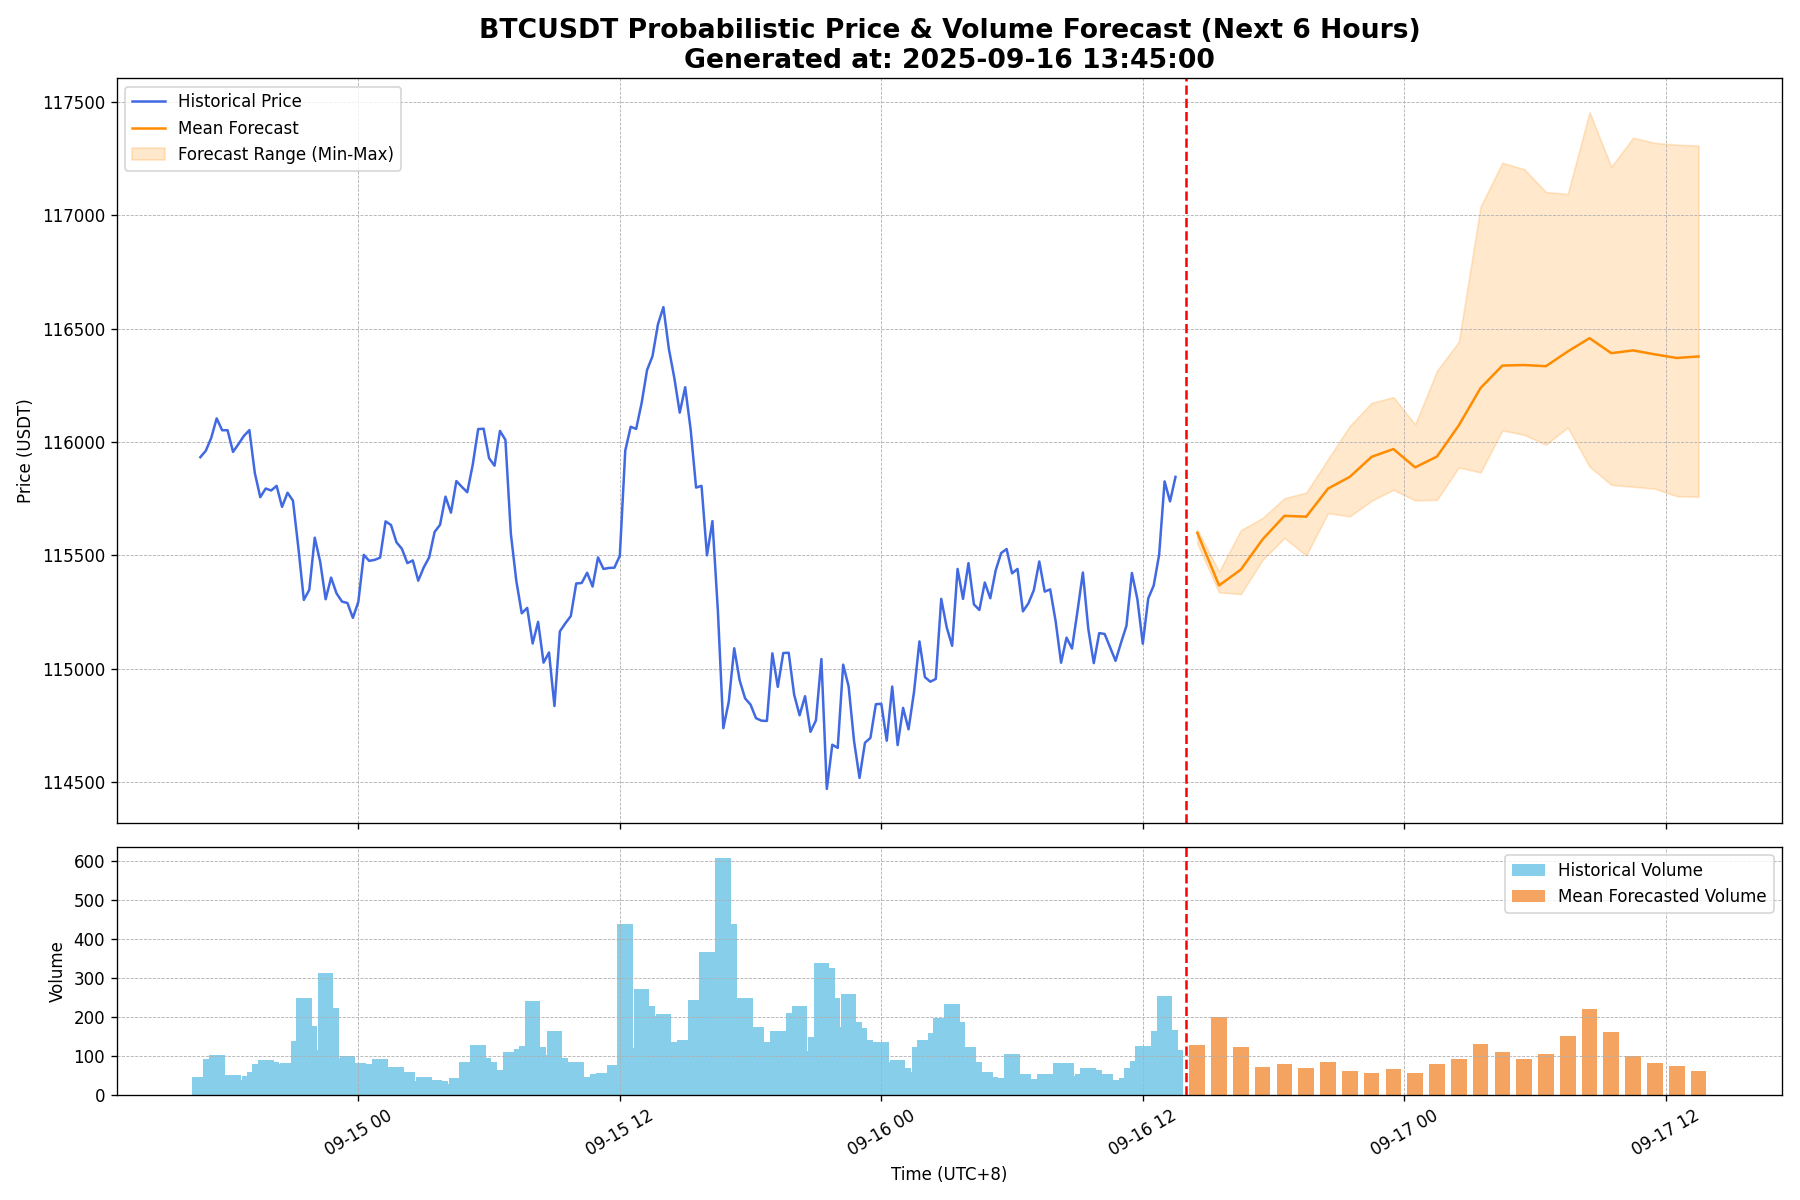 BTCUSDT Probabilistic Price & Volume Forecast (Next 6 Hours)
Generated at: 2025-09-16 13:45:00
Historical Price
Mean Forecast
Forecast Range (Min-Max)
117500
117000
116500
116000
115500
115000
114500
Price (USDT)
Historical Volume
Mean Forecasted Volume
600
500
400
300
200
100
0
Volume
09-15 00
09-15 12
09-16 00
09-16 12
09-17 00
09-17 12
Time (UTC+8)